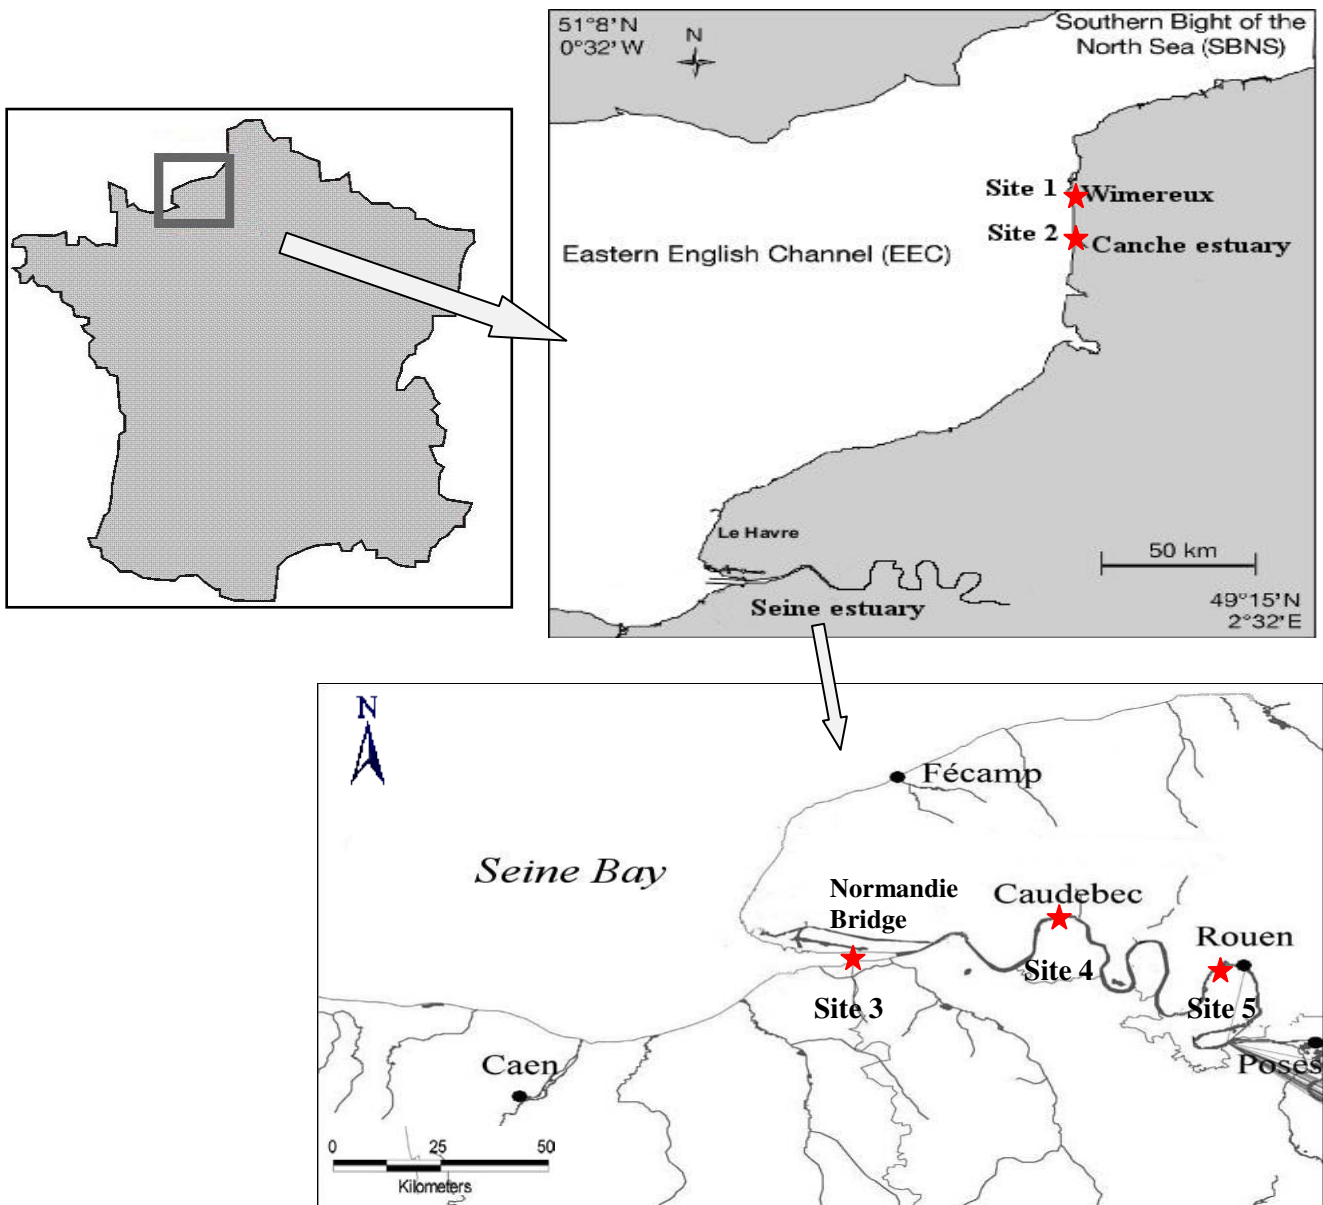 51°8'N
0°32'W
N
Southern Bight of the
North Sea (SBNS)
Site 1
Wimereux
Site 2
Canche estuary
Eastern English Channel (EEC)
Le Havre
50 km
Seine estuary
49°15'N
2°32'E
N
Fécamp
Seine Bay
Normandie
Bridge
Caudebec
Rouen
Site 4
Site 3
Site 5
Caen
Poses
0 25 50
Kilometers